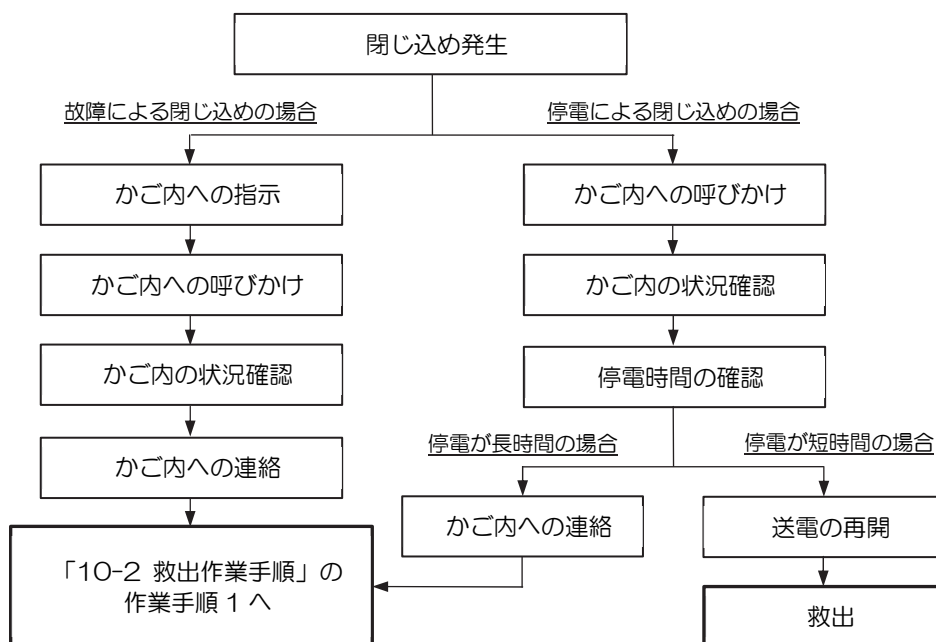 閉じ込め発生
故障による閉じ込めの場合
停電による閉じ込めの場合
かご内への指示
かご内への呼びかけ
かご内への呼びかけ
かご内の状況確認
かご内の状況確認
停電時間の確認
停電が長時間の場合
停電が短時間の場合
かご内への連絡
かご内への連絡
送電の再開
「10-2 救出作業手順」の
作業手順 1 へ
救出